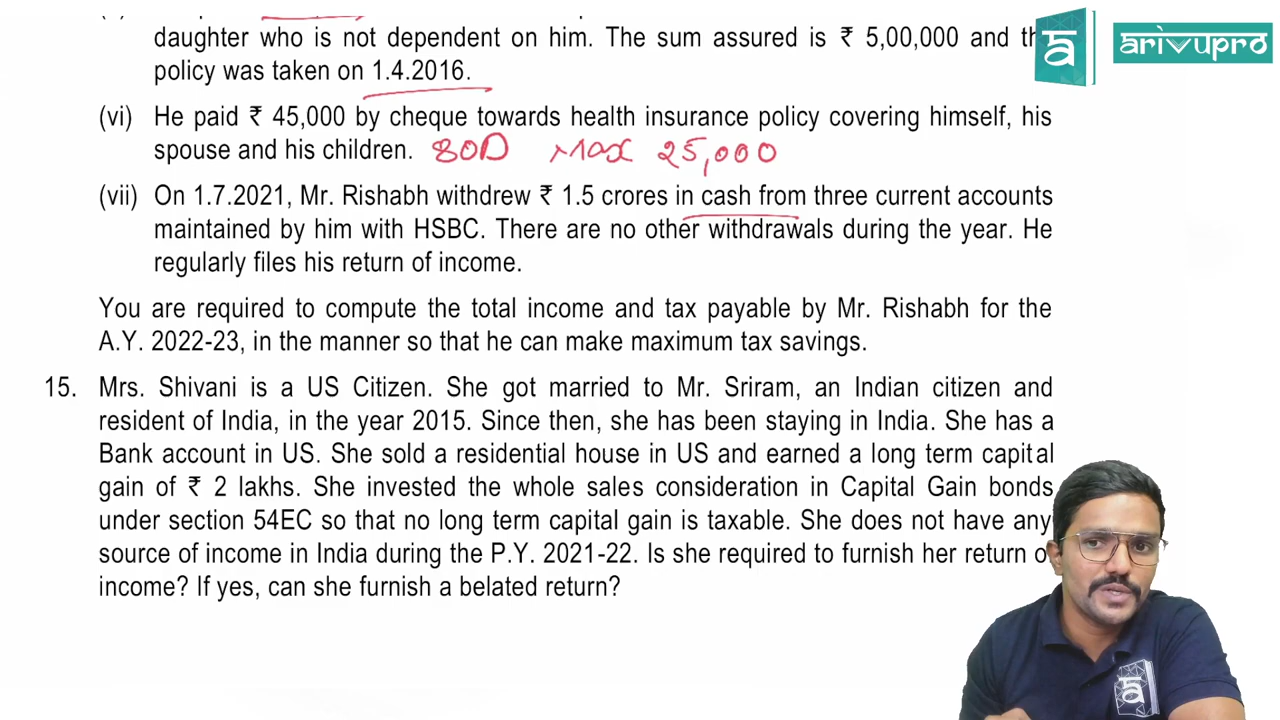 daughter who is not dependent on him. The sum assured is ₹ 5,00,000 and th
policy was taken on 1.4.2016.
(vi) He paid ₹ 45,000 by cheque towards health insurance policy covering himself, his
spouse and his children. 80D Max 25,000
(vii) On 1.7.2021, Mr. Rishabh withdrew ₹ 1.5 crores in cash from three current accounts
maintained by him with HSBC. There are no other withdrawals during the year. He
regularly files his return of income.
You are required to compute the total income and tax payable by Mr. Rishabh for the
A.Y. 2022-23, in the manner so that he can make maximum tax savings.
15. Mrs. Shivani is a US Citizen. She got married to Mr. Sriram, an Indian citizen and
resident of India, in the year 2015. Since then, she has been staying in India. She has a
Bank account in US. She sold a residential house in US and earned a long term capital
gain of ₹ 2 lakhs. She invested the whole sales consideration in Capital Gain bonds
under section 54EC so that no long term capital gain is taxable. She does not have any
source of income in India during the P.Y. 2021-22. Is she required to furnish her return o
income? If yes, can she furnish a belated return?
arivupro